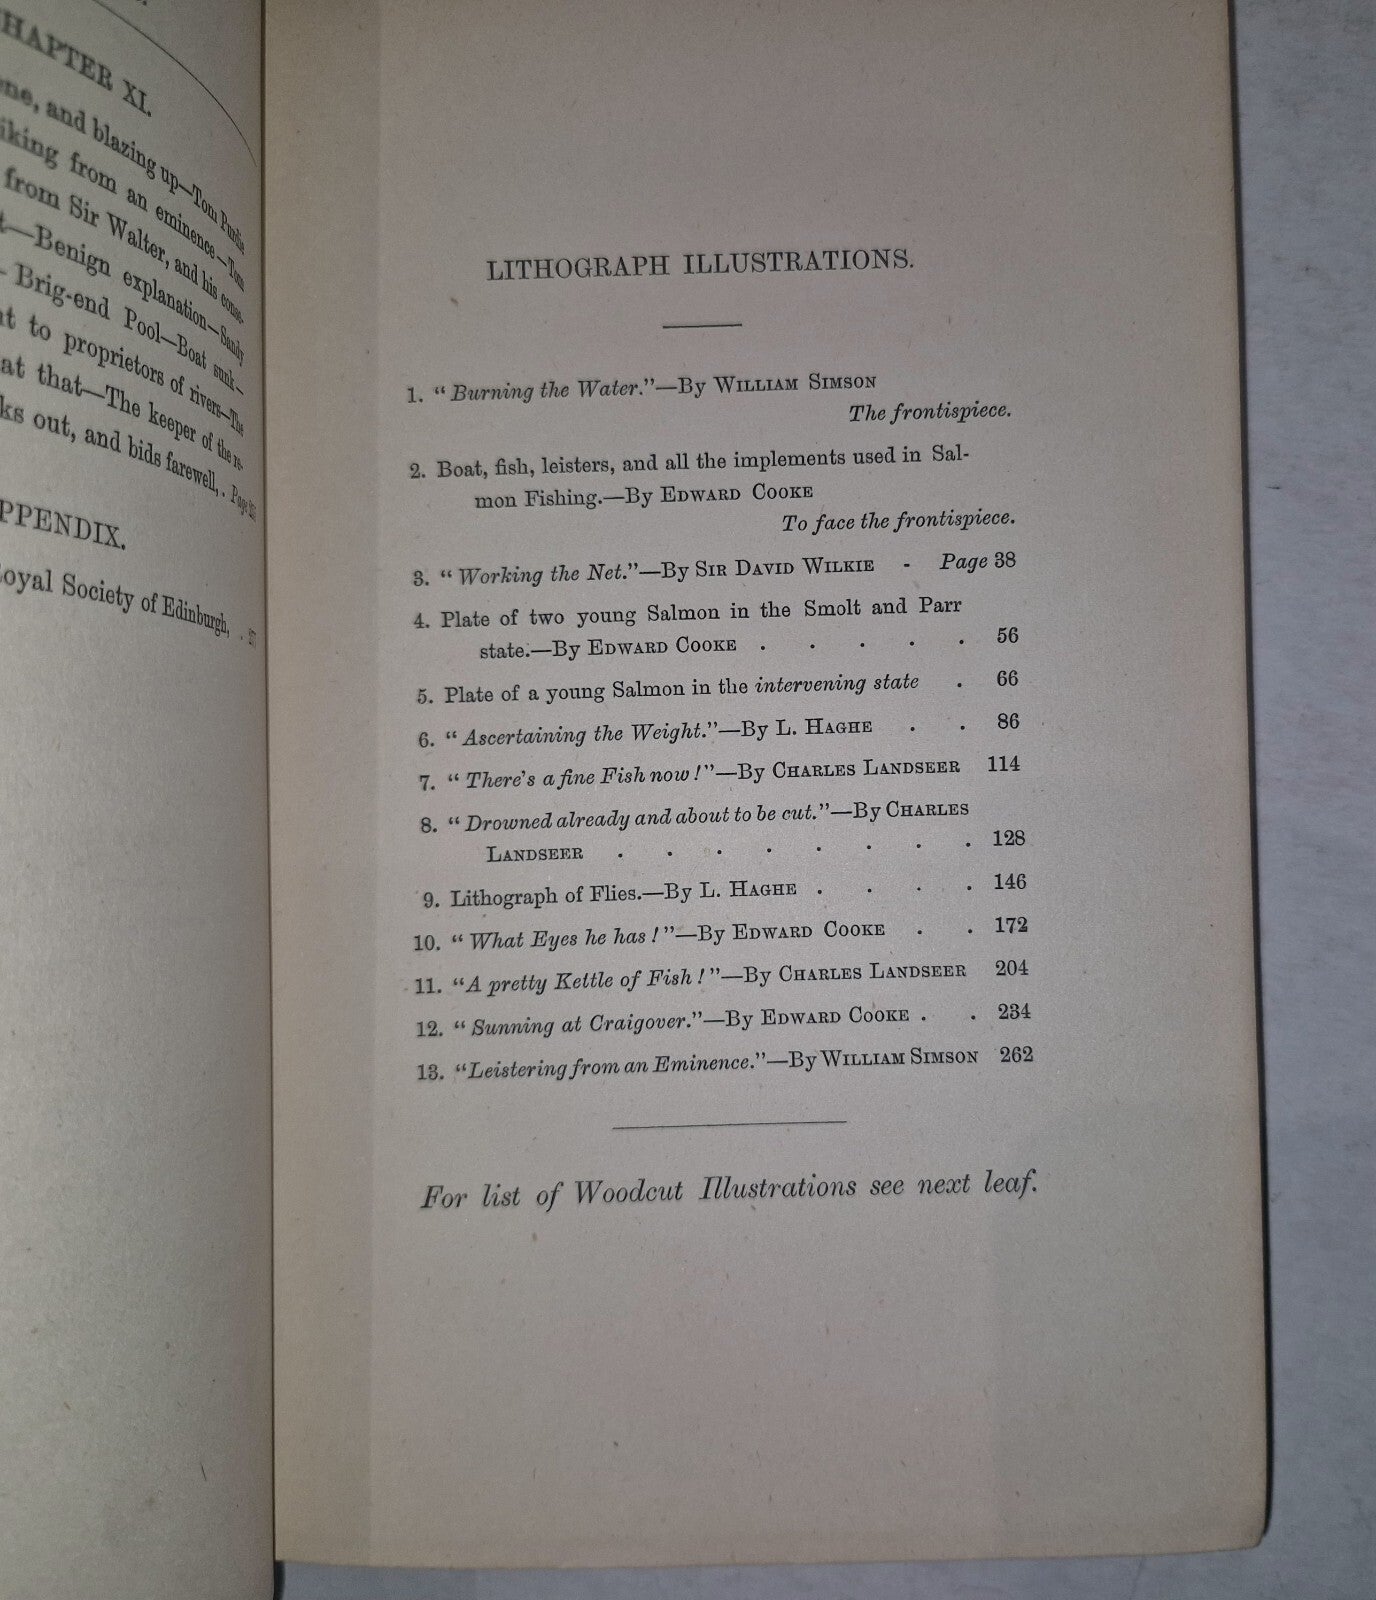 CHAPTER XI.
and blazing up—Tom Purdie
from an eminence—Tom
from Sir Walter, and his conse-
Benign explanation—Sandy
Brig-end Pool—Boat sunk—
to proprietors of rivers—The
at that—The keeper of the re-
out, and bids farewell, . Page
APPENDIX.
Royal Society of Edinburgh, .
LITHOGRAPH ILLUSTRATIONS.
1. "Burning the Water."—By WILLIAM SIMSON
The frontispiece.
2. Boat, fish, leisters, and all the implements used in Sal-
mon Fishing.—By EDWARD COOKE
To face the frontispiece.
3. "Working the Net."—By SIR DAVID WILKIE - Page 38
4. Plate of two young Salmon in the Smolt and Parr
state.—By EDWARD COOKE . . . . . 56
5. Plate of a young Salmon in the intervening state . 66
6. "Ascertaining the Weight."—By L. HAGHE . . 86
7. "There's a fine Fish now!"—By CHARLES LANDSEER 114
8. "Drowned already and about to be cut."—By CHARLES
LANDSEER . . . . . . . . 128
9. Lithograph of Flies.—By L. HAGHE . . . . 146
10. "What Eyes he has!"—By EDWARD COOKE . . 172
11. "A pretty Kettle of Fish!"—By CHARLES LANDSEER 204
12. "Sunning at Craigover."—By EDWARD COOKE . . 234
13. "Leistering from an Eminence."—By WILLIAM SIMSON 262
For list of Woodcut Illustrations see next leaf.